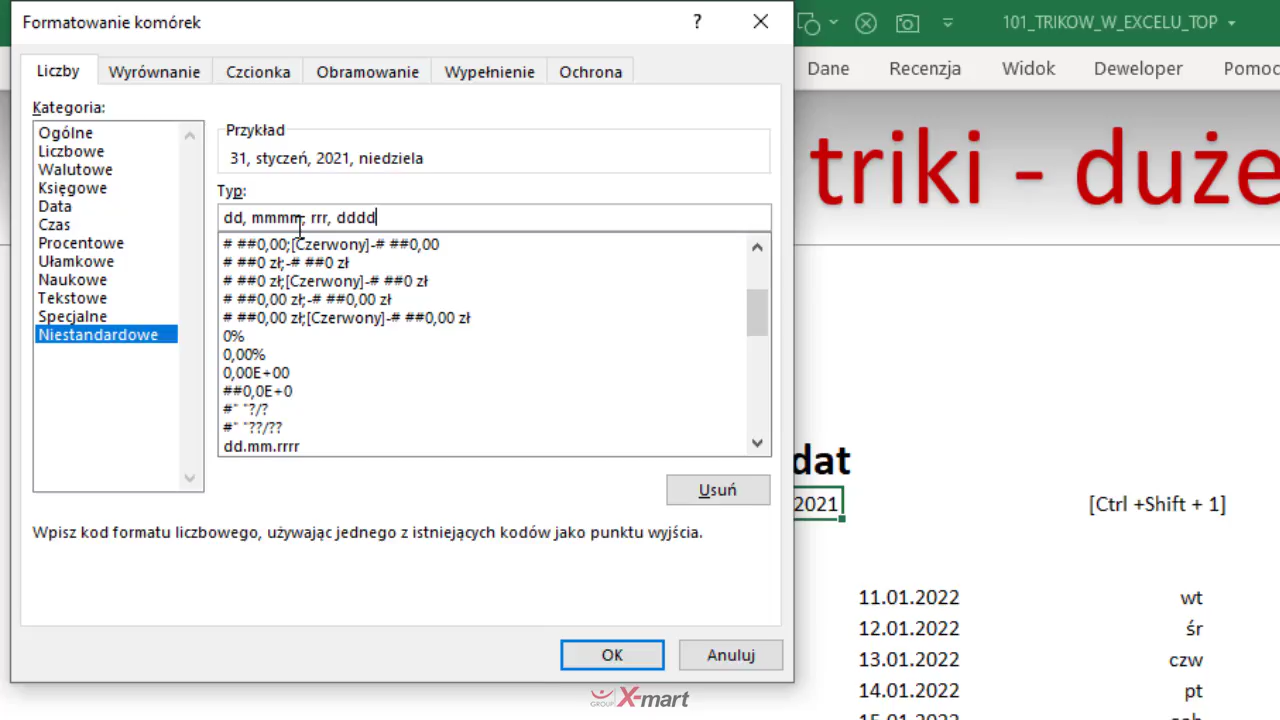 Formatowanie komórek
?
101_TRIKOW_W_EXCELU_TOP
Liczby
Wyrównanie
Czcionka
Obramowanie
Wypełnienie
Ochrona
Dane
Recenzja
Widok
Deweloper
Pomoc
Kategoria:
Ogólne
Liczbowe
Walutowe
Księgowe
Data
Czas
Procentowe
Ułamkowe
Naukowe
Tekstowe
Specjalne
Niestandardowe
Przykład
31, styczeń, 2021, niedziela
Typ:
dd, mmmm, rrr, dddd
# ##0,00;[Czerwony]-# ##0,00
# ##0 zł;-# ##0 zł
# ##0 zł;[Czerwony]-# ##0 zł
# ##0,00 zł;-# ##0,00 zł
# ##0,00 zł;[Czerwony]-# ##0,00 zł
0%
0,00%
0,00E+00
##0,0E+0
#" "?/?
#" "??/??
dd.mm.rrrr
Usuń
Wpisz kod formatu liczbowego, używając jednego z istniejących kodów jako punktu wyjścia.
OK
Anuluj
triki - duże
dat
2021
[Ctrl +Shift + 1]
11.01.2022 wt
12.01.2022 śr
13.01.2022 czw
14.01.2022 pt
GROUP X-mart